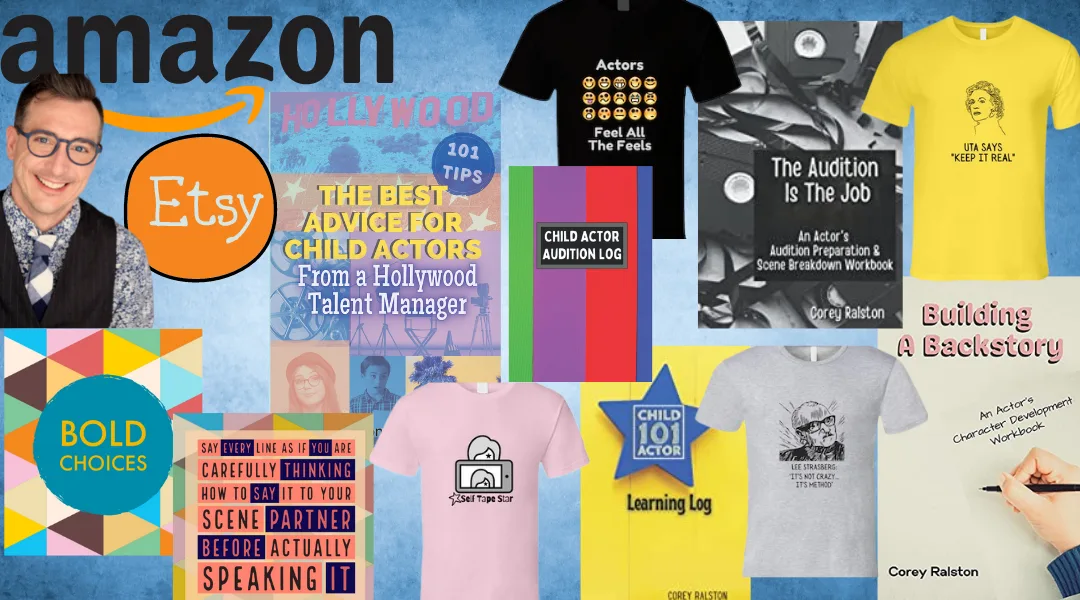 amazon
Etsy
HOLLYWOOD
101
TIPS
THE BEST
ADVICE FOR
CHILD ACTORS
From a Hollywood
Talent Manager
Actors
Feel All
The Feels
CHILD ACTOR
AUDITION LOG
The Audition
Is The Job
An Actor's
Audition Preparation &
Scene Breakdown Workbook
Corey Ralston
UTA SAYS
"KEEP IT REAL"
BOLD
CHOICES
SAY EVERY LINE AS IF YOU ARE
CAREFULLY THINKING
HOW TO SAY IT TO YOUR
SCENE PARTNER
BEFORE ACTUALLY
SPEAKING IT
Self Tape Star
CHILD
101
ACTOR
Learning Log
COREY RALSTON
LEE STRASBERG:
"IT'S NOT CRAZY...
IT'S METHOD"
Building
A Backstory
An Actor's
Character Development
Workbook
Corey Ralston